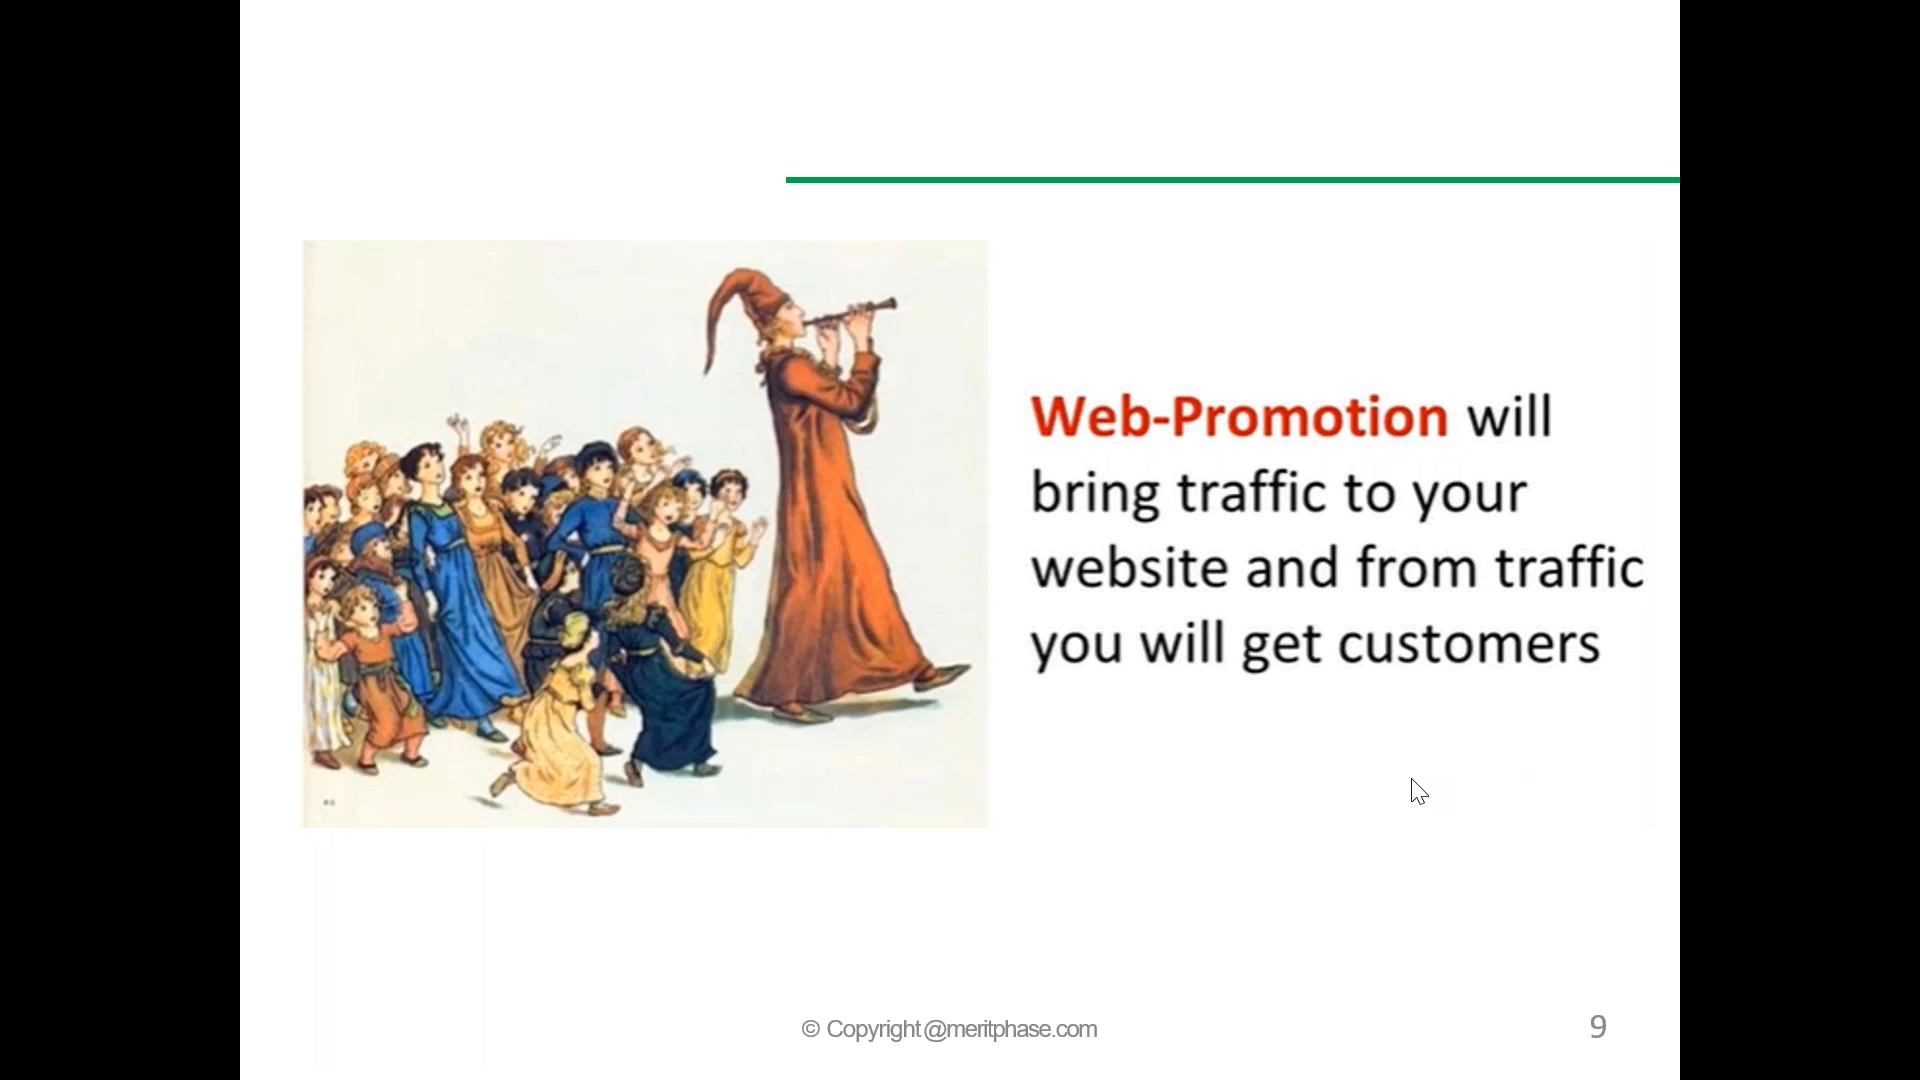 Web-Promotion will
bring traffic to your
website and from traffic
you will get customers
© Copyright @meritphase.com
9